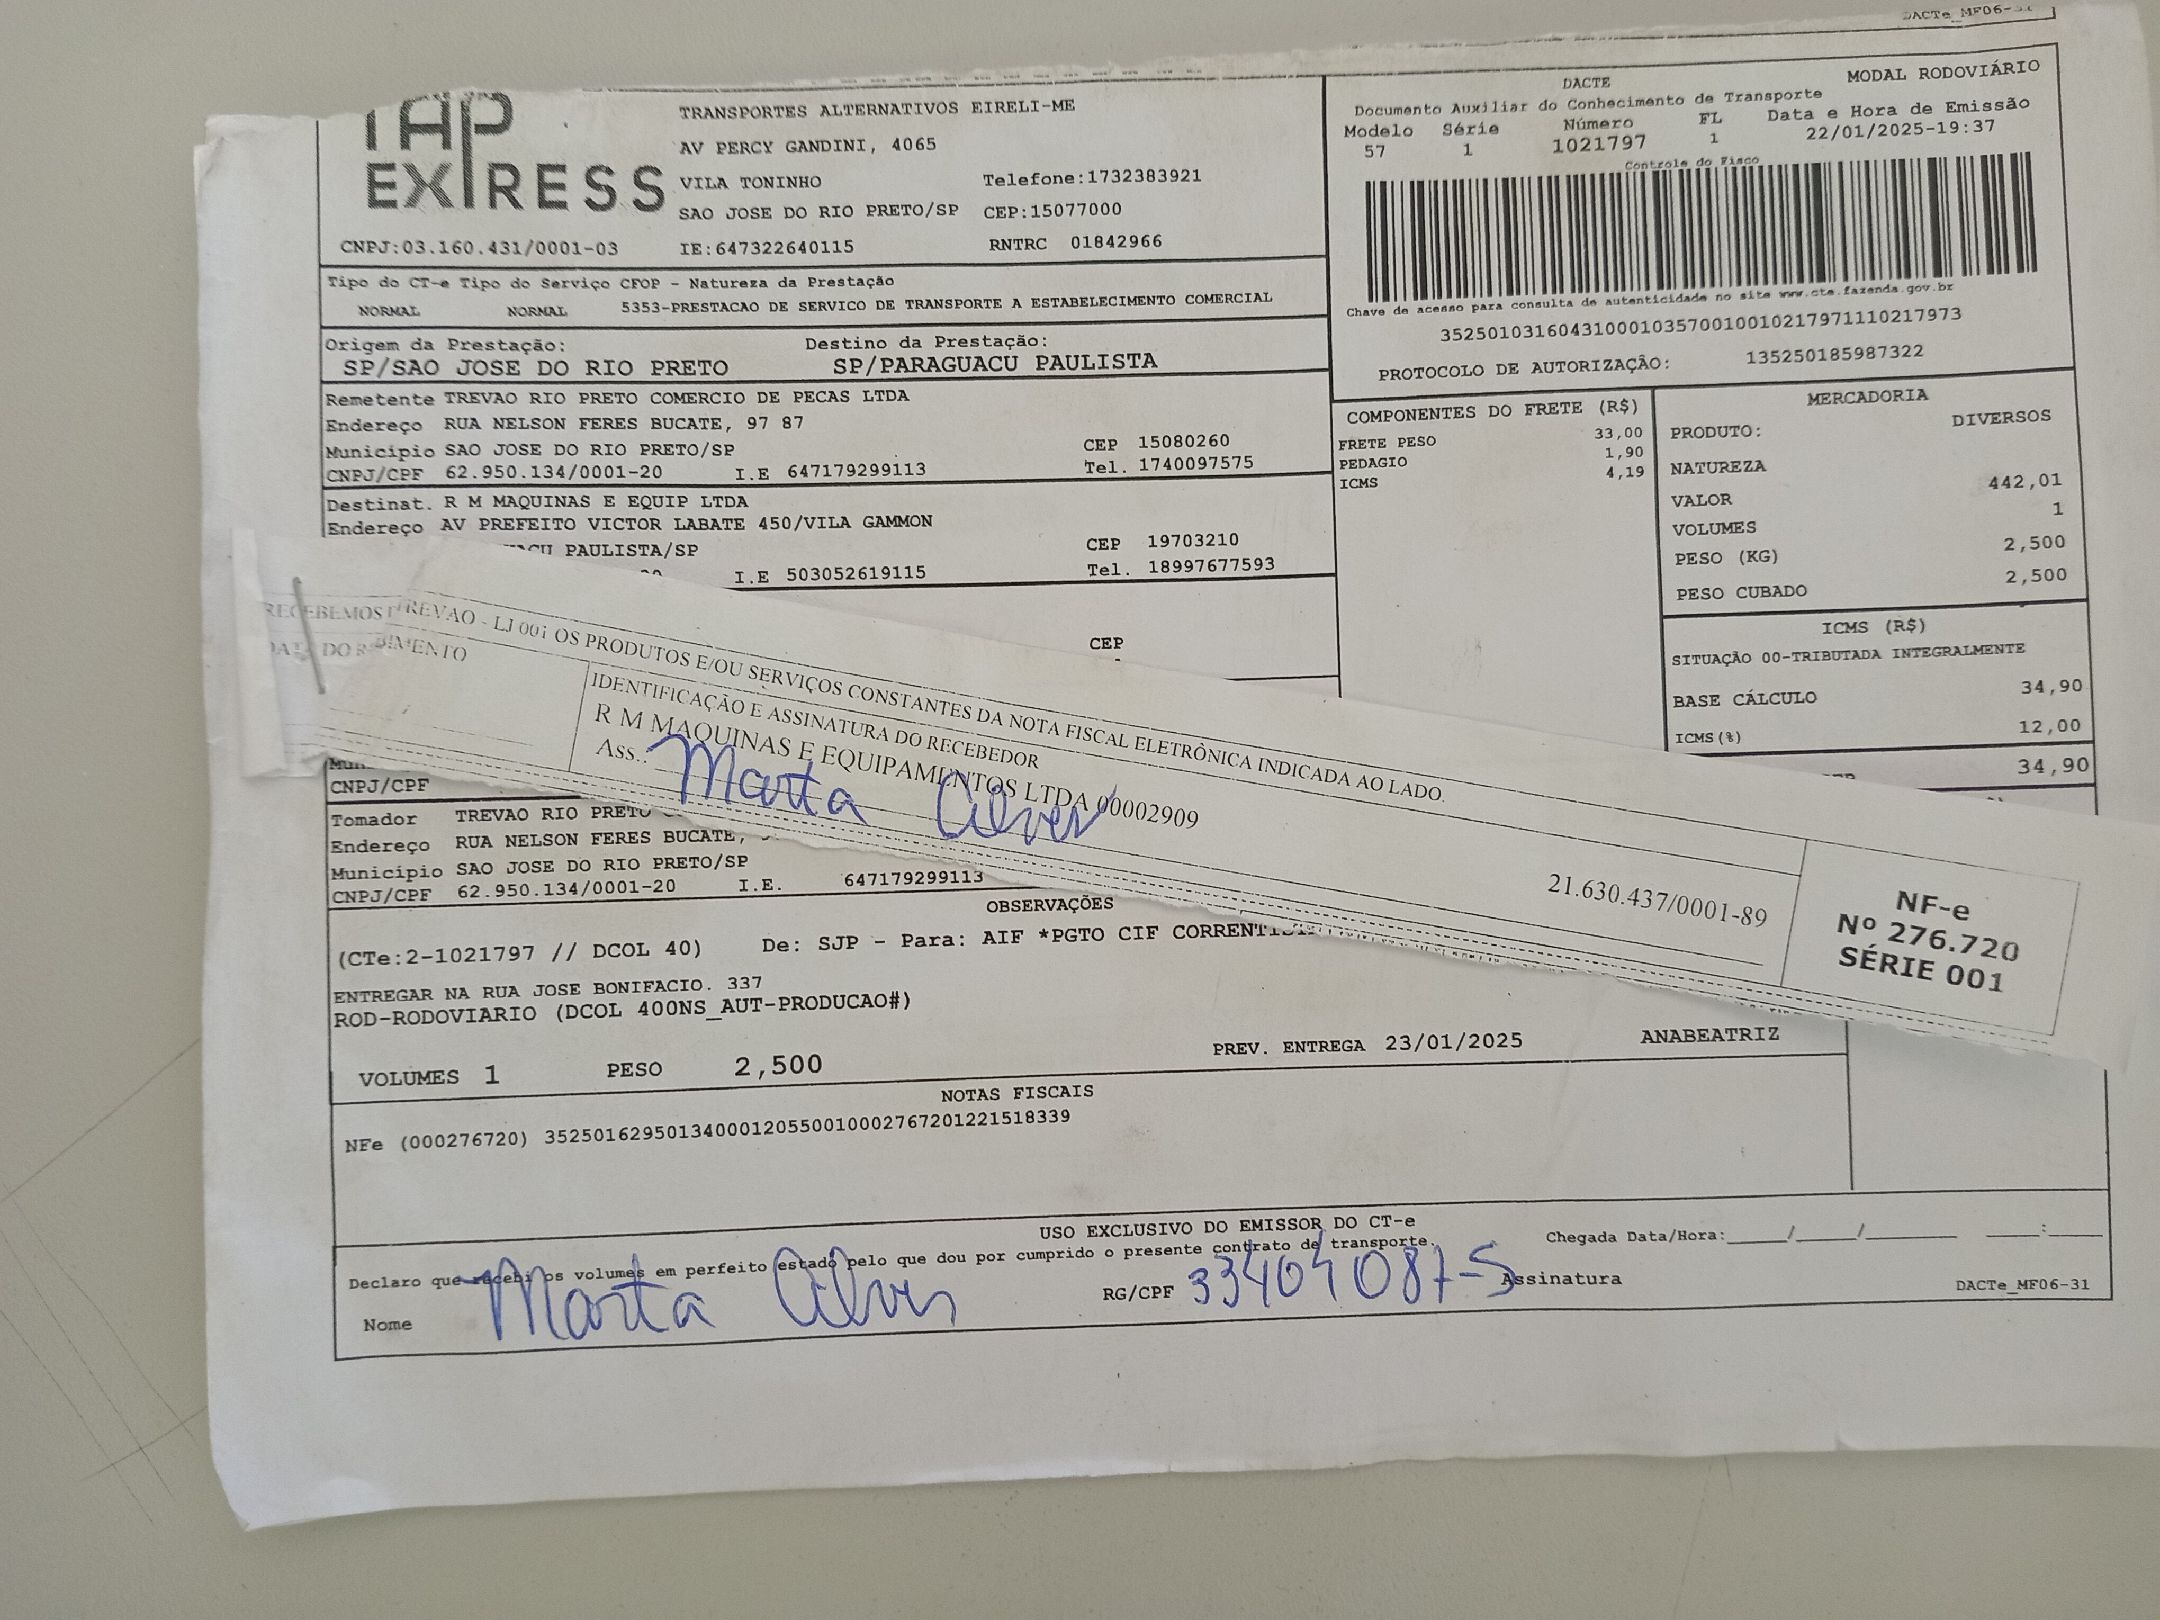 DACTe_MF06-31
TAP
EXPRESS
TRANSPORTES ALTERNATIVOS EIRELI-ME
AV PERCY GANDINI, 4065
VILA TONINHO Telefone:1732383921
SAO JOSE DO RIO PRETO/SP CEP:15077000
CNPJ:03.160.431/0001-03 IE:647322640115 RNTRC 01842966
DACTE MODAL RODOVIÁRIO
Documento Auxiliar do Conhecimento de Transporte
Modelo Série Número FL Data e Hora de Emissão
57 1 1021797 1 22/01/2025-19:37
Controle do Fisco
Chave de acesso para consulta de autenticidade no site www.cte.fazenda.gov.br
35250103160431000103570010010217971110217973
PROTOCOLO DE AUTORIZAÇÃO: 135250185987322
Tipo do CT-e Tipo do Serviço CFOP - Natureza da Prestação
NORMAL NORMAL 5353-PRESTACAO DE SERVICO DE TRANSPORTE A ESTABELECIMENTO COMERCIAL
Origem da Prestação: Destino da Prestação:
SP/SAO JOSE DO RIO PRETO SP/PARAGUACU PAULISTA
Remetente TREVAO RIO PRETO COMERCIO DE PECAS LTDA
Endereço RUA NELSON FERES BUCATE, 97 87
Município SAO JOSE DO RIO PRETO/SP CEP 15080260
CNPJ/CPF 62.950.134/0001-20 I.E 647179299113 Tel. 1740097575
Destinat. R M MAQUINAS E EQUIP LTDA
Endereço AV PREFEITO VICTOR LABATE 450/VILA GAMMON
PAULISTA/SP CEP 19703210
I.E 503052619115 Tel. 18997677593
CEP
COMPONENTES DO FRETE (R$)
FRETE PESO 33,00
PEDAGIO 1,90
ICMS 4,19
MERCADORIA
PRODUTO: DIVERSOS
NATUREZA
VALOR 442,01
VOLUMES 1
PESO (KG) 2,500
PESO CUBADO 2,500
ICMS (R$)
SITUAÇÃO 00-TRIBUTADA INTEGRALMENTE
BASE CÁLCULO 34,90
ICMS(%) 12,00
34,90
RECEBEMOS TREVAO - LJ 001 OS PRODUTOS E/OU SERVIÇOS CONSTANTES DA NOTA FISCAL ELETRÔNICA INDICADA AO LADO.
IDENTIFICAÇÃO E ASSINATURA DO RECEBEDOR
R M MAQUINAS E EQUIPAMENTOS LTDA 00002909
Ass.: Marta Alves
21.630.437/0001-89
NF-e
Nº 276.720
SÉRIE 001
CNPJ/CPF
Tomador TREVAO RIO PRETO
Endereço RUA NELSON FERES BUCATE,
Município SAO JOSE DO RIO PRETO/SP
CNPJ/CPF 62.950.134/0001-20 I.E. 647179299113
OBSERVAÇÕES
(CTe:2-1021797 // DCOL 40) De: SJP - Para: AIF *PGTO CIF
ENTREGAR NA RUA JOSE BONIFACIO. 337
ROD-RODOVIARIO (DCOL 400NS_AUT-PRODUCAO#)
VOLUMES 1 PESO 2,500 PREV. ENTREGA 23/01/2025 ANABEATRIZ
NOTAS FISCAIS
NFe (000276720) 35250162950134000120550010002767201221518339
USO EXCLUSIVO DO EMISSOR DO CT-e
Declaro que recebi os volumes em perfeito estado pelo que dou por cumprido o presente contrato de transporte. Chegada Data/Hora:____/____/______ ____:____
Nome Marta Alves RG/CPF 33404087-5 Assinatura DACTe_MF06-31